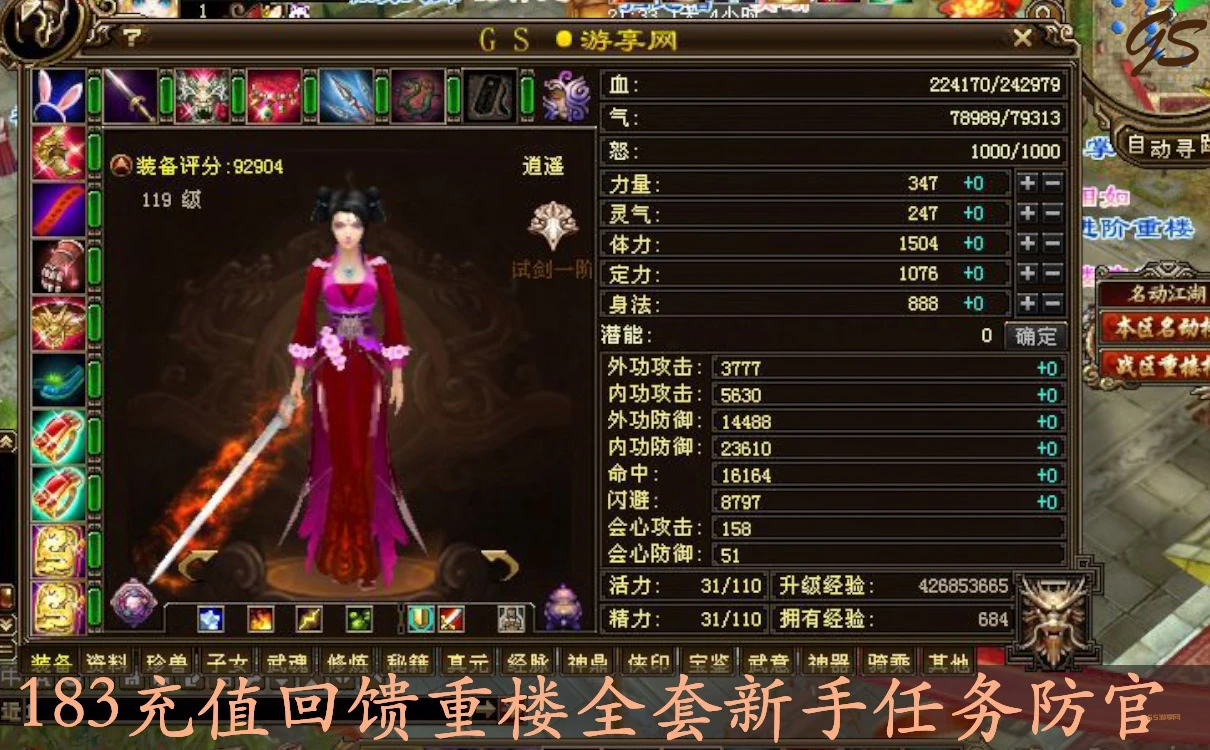 1
21:33
? GS ●游享网 ×
GS
血: 224170/242979
气: 78989/79313
怒: 1000/1000
自动寻路
装备评分:92904 逍遥
119 级
试剑一阶
力量: 347 +0 + −
灵气: 247 +0 + −
体力: 1504 +0 + −
定力: 1076 +0 + −
身法: 888 +0 + −
潜能: 0 确定
进阶重楼
名动江湖
本区名动
战区重楼
外功攻击: 3777 +0
内功攻击: 5630 +0
外功防御: 14488 +0
内功防御: 23610 +0
命中: 16164 +0
闪避: 8797 +0
会心攻击: 158
会心防御: 51
活力: 31/110 升级经验: 426853665
精力: 31/110 拥有经验: 684
装备 资料 珍兽 子女 武魂 修炼 秘籍 真元 经脉 神鼎 侠印 宝鉴 武意 神器 骑乘 其他
183充值回馈重楼全套新手任务防官